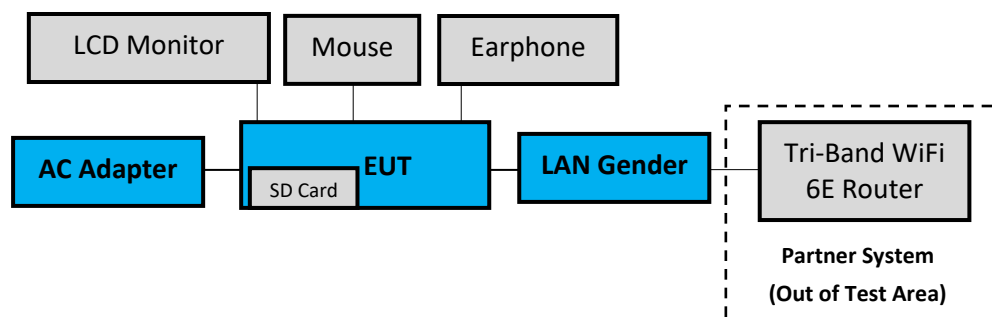 LCD Monitor
Mouse
Earphone
AC Adapter
EUT
SD Card
LAN Gender
Tri-Band WiFi
6E Router
Partner System
(Out of Test Area)